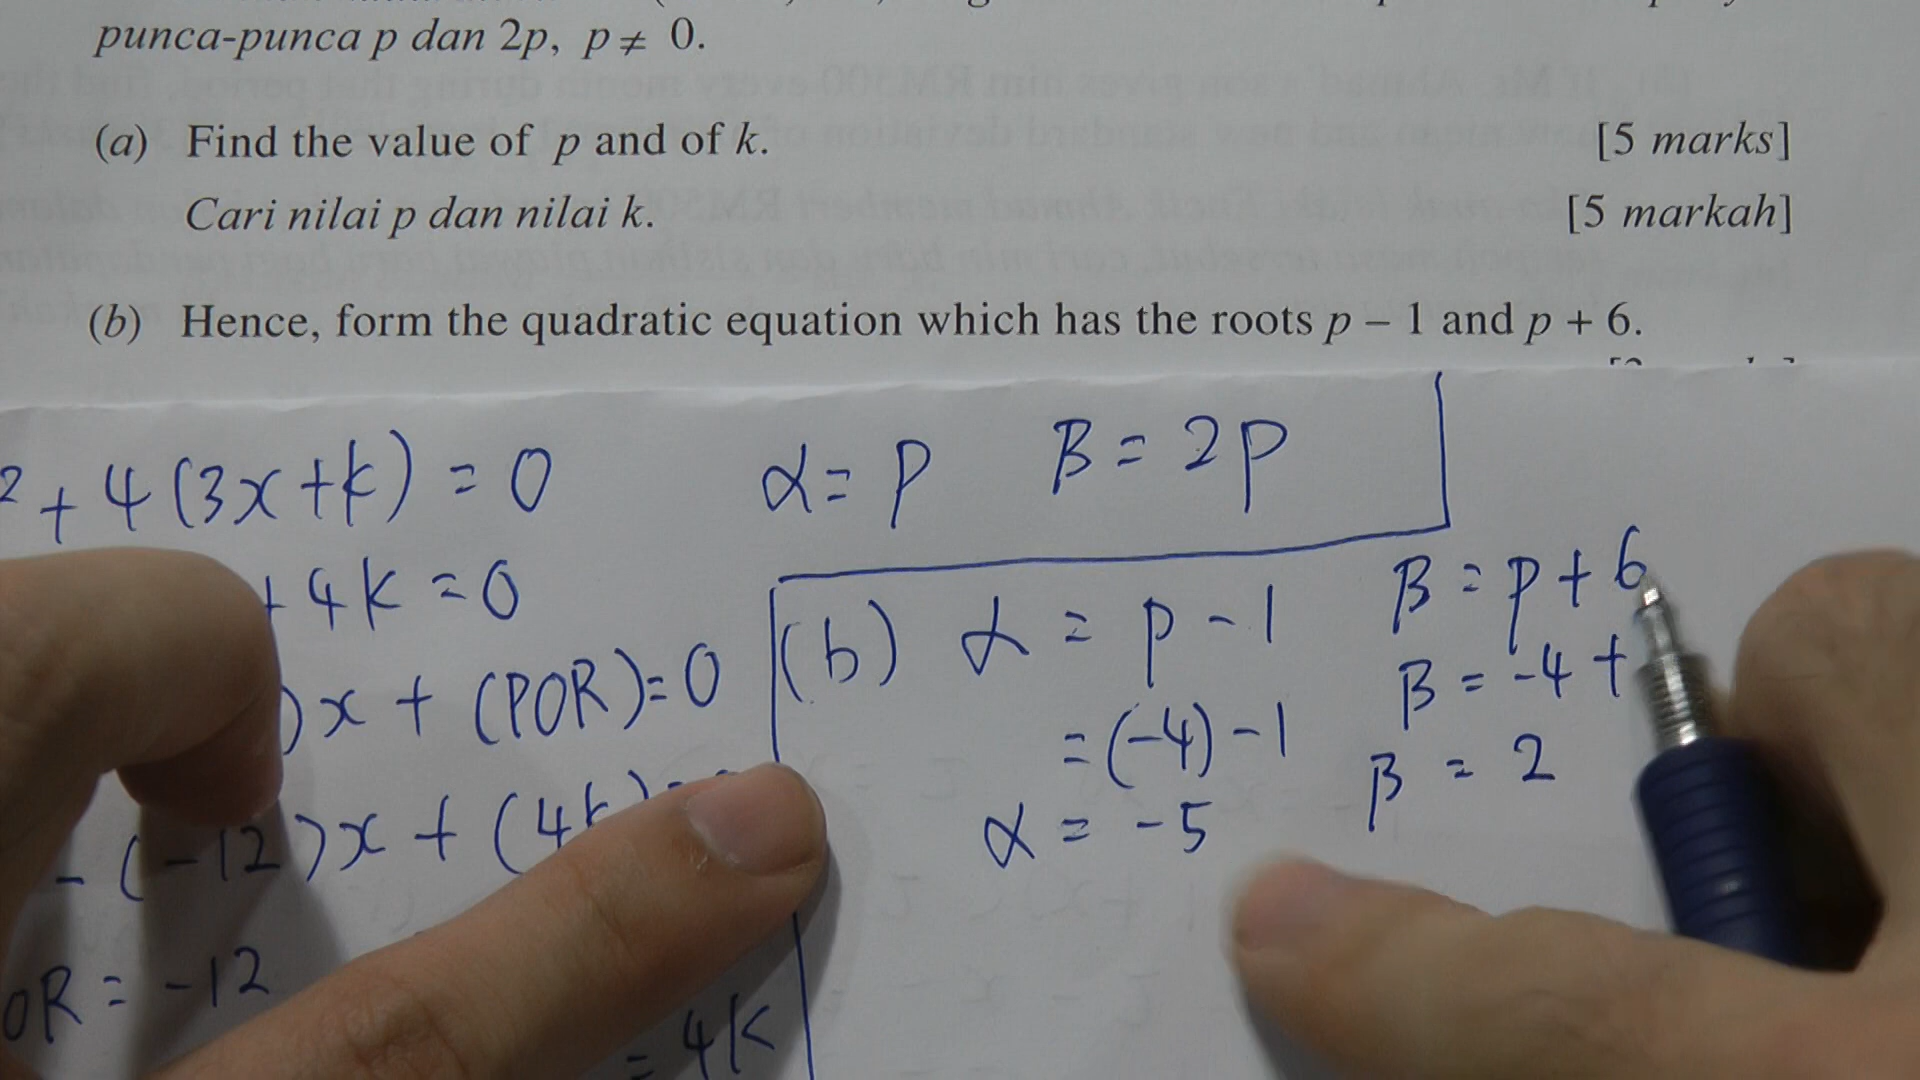 punca-punca p dan 2p, p ≠ 0.
(a) Find the value of p and of k. [5 marks]
Cari nilai p dan nilai k. [5 markah]
(b) Hence, form the quadratic equation which has the roots p – 1 and p + 6.
² + 4(3x+k) = 0
α = p β = 2p
+ 4k = 0
)x + (POR) = 0
- (-12)x + (4k)
OR = -12
= 4k
(b) α = p - 1
= (-4) - 1
α = -5
β = p + 6
β = -4 +
β = 2